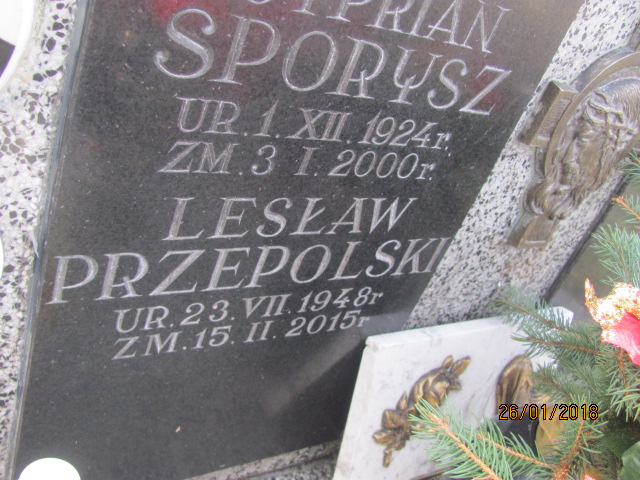 CYPRIAN
SPORYSZ
UR. 1. XII. 1924r.
ZM. 3 I. 2000r.
LESŁAW
PRZEPOLSKI
UR. 23. VII. 1948r
ZM. 15. II. 2015r
26/01/2018